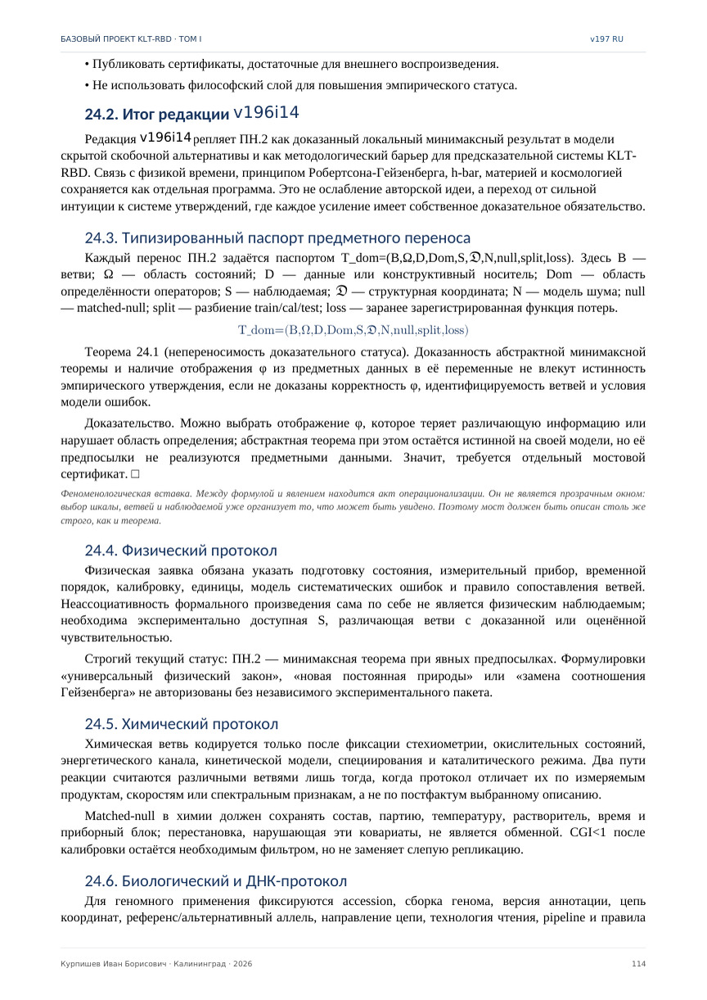 БАЗОВЫЙ ПРОЕКТ KLT-RBD · ТОМ I
v197 RU
• Публиковать сертификаты, достаточные для внешнего воспроизведения.
• Не использовать философский слой для повышения эмпирического статуса.
24.2. Итог редакции v196i14
Редакция v196i14репляет ПН.2 как доказанный локальный минимаксный результат в модели
скрытой скобочной альтернативы и как методологический барьер для предсказательной системы KLT-
RBD. Связь с физикой времени, принципом Робертсона-Гейзенберга, h-bar, материей и космологией
сохраняется как отдельная программа. Это не ослабление авторской идеи, а переход от сильной
интуиции к системе утверждений, где каждое усиление имеет собственное доказательное обязательство.
24.3. Типизированный паспорт предметного переноса
Каждый перенос ПН.2 задаётся паспортом T_dom=(B,Ω,D,Dom,S,𝔇,N,null,split,loss). Здесь B —
ветви; Ω — область состояний; D — данные или конструктивный носитель; Dom — область
определённости операторов; S — наблюдаемая; 𝔇 — структурная координата; N — модель шума; null
— matched-null; split — разбиение train/cal/test; loss — заранее зарегистрированная функция потерь.
T_dom=(B,Ω,D,Dom,S,𝔇,N,null,split,loss)
Теорема 24.1 (непереносимость доказательного статуса). Доказанность абстрактной минимаксной
теоремы и наличие отображения φ из предметных данных в её переменные не влекут истинность
эмпирического утверждения, если не доказаны корректность φ, идентифицируемость ветвей и условия
модели ошибок.
Доказательство. Можно выбрать отображение φ, которое теряет различающую информацию или
нарушает область определения; абстрактная теорема при этом остаётся истинной на своей модели, но её
предпосылки не реализуются предметными данными. Значит, требуется отдельный мостовой
сертификат. □
Феноменологическая вставка. Между формулой и явлением находится акт операционализации. Он не является прозрачным окном:
выбор шкалы, ветвей и наблюдаемой уже организует то, что может быть увидено. Поэтому мост должен быть описан столь же
строго, как и теорема.
24.4. Физический протокол
Физическая заявка обязана указать подготовку состояния, измерительный прибор, временной
порядок, калибровку, единицы, модель систематических ошибок и правило сопоставления ветвей.
Неассоциативность формального произведения сама по себе не является физическим наблюдаемым;
необходима экспериментально доступная S, различающая ветви с доказанной или оценённой
чувствительностью.
Строгий текущий статус: ПН.2 — минимаксная теорема при явных предпосылках. Формулировки
«универсальный физический закон», «новая постоянная природы» или «замена соотношения
Гейзенберга» не авторизованы без независимого экспериментального пакета.
24.5. Химический протокол
Химическая ветвь кодируется только после фиксации стехиометрии, окислительных состояний,
энергетического канала, кинетической модели, специирования и каталитического режима. Два пути
реакции считаются различными ветвями лишь тогда, когда протокол отличает их по измеряемым
продуктам, скоростям или спектральным признакам, а не по постфактум выбранному описанию.
Matched-null в химии должен сохранять состав, партию, температуру, растворитель, время и
приборный блок; перестановка, нарушающая эти ковариаты, не является обменной. CGI<1 после
калибровки остаётся необходимым фильтром, но не заменяет слепую репликацию.
24.6. Биологический и ДНК-протокол
Для геномного применения фиксируются accession, сборка генома, версия аннотации, цепь
координат, референс/альтернативный аллель, направление цепи, технология чтения, pipeline и правила
Курпишев Иван Борисович · Калининград · 2026
114